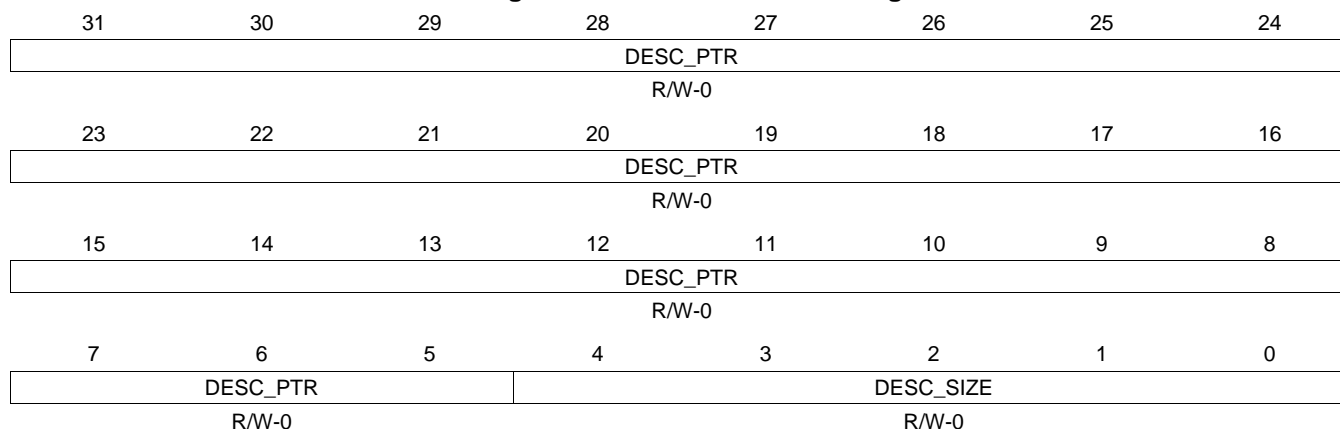 31 30 29 28 27 26 25 24
DESC_PTR
R/W-0
23 22 21 20 19 18 17 16
DESC_PTR
R/W-0
15 14 13 12 11 10 9 8
DESC_PTR
R/W-0
7 6 5 4 3 2 1 0
DESC_PTR DESC_SIZE
R/W-0 R/W-0